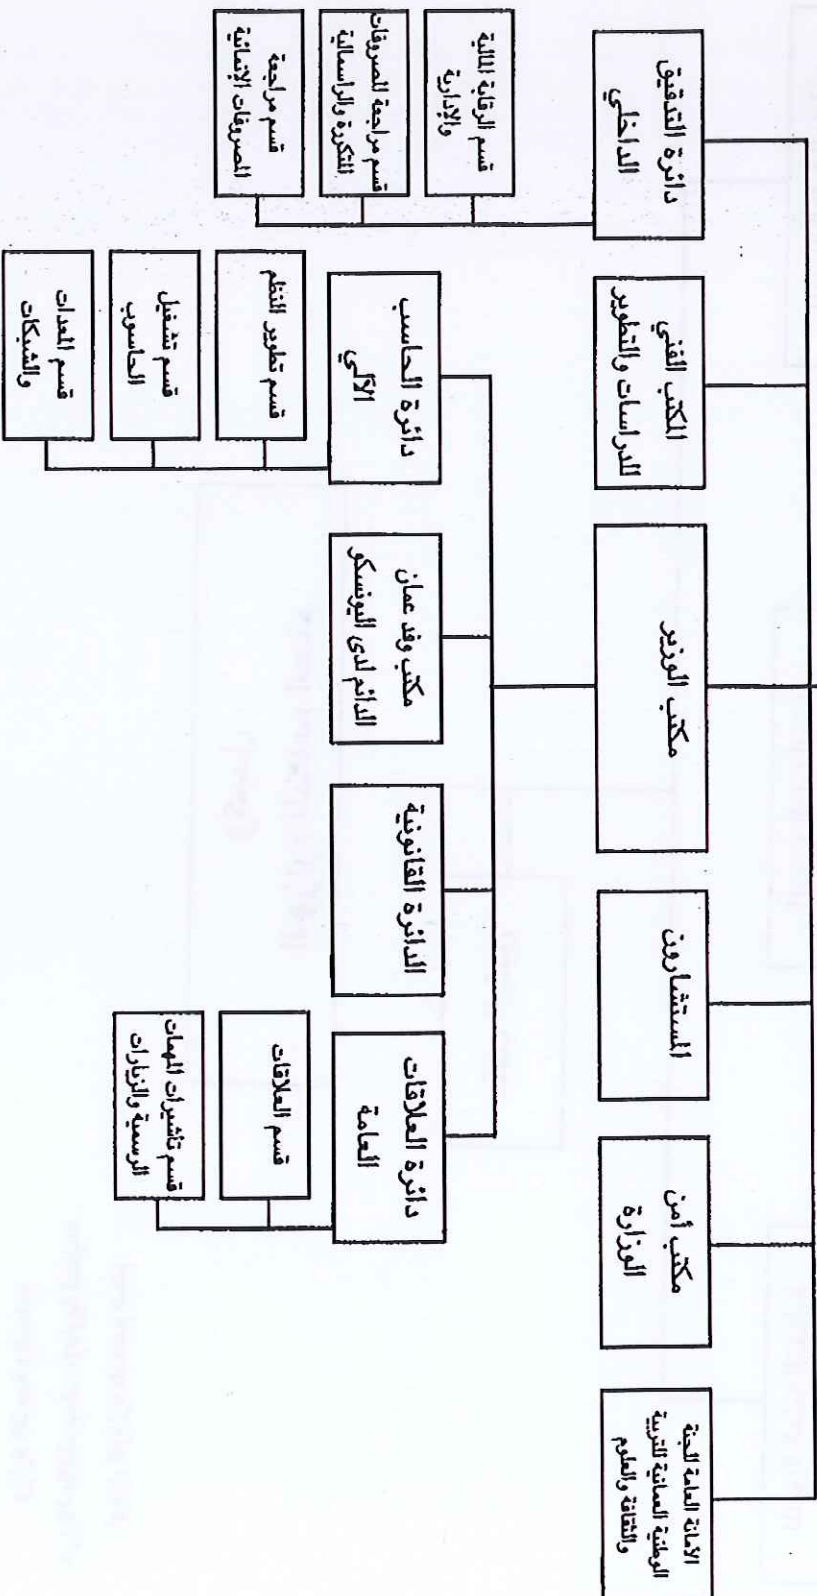 الأمانة العامة للجنة
الوطنية العمانية للتربية
والثقافة والعلوم
مكتب أمن
الوزارة
المستشارون
مكتب الوزير
المكتب الفني
للدراسات والتطوير
دائرة التدقيق
الداخلي
قسم الرقابة المالية
والإدارية
قسم مراجعة المصروفات
المتكررة والرأسمالية
قسم مراجعة
المصروفات الإنمائية
دائرة العلاقات
العامة
قسم العلاقات
قسم تأشيرات المهمات
الرسمية والزيارات
الدائرة القانونية
مكتب وفد عمان
الدائم لدى اليونسكو
دائرة الحاسب
الآلي
قسم تطوير النظم
قسم تشغيل
الحاسوب
قسم المعدات
والشبكات